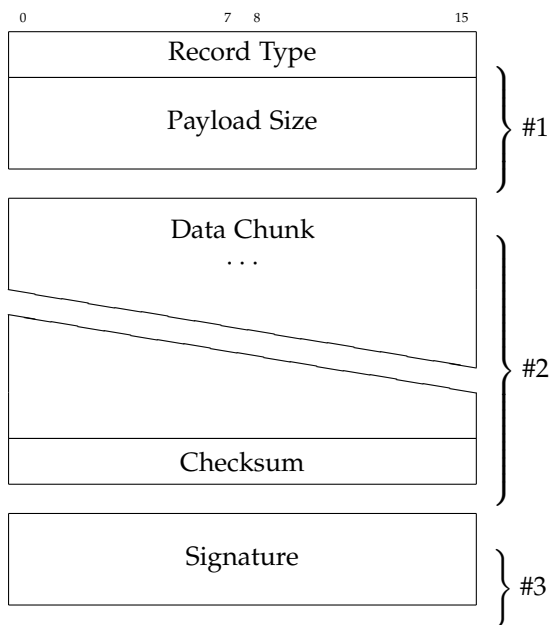 0 7 8 15
Record Type
Payload Size
#1
Data Chunk
. . .
#2
Checksum
Signature
#3